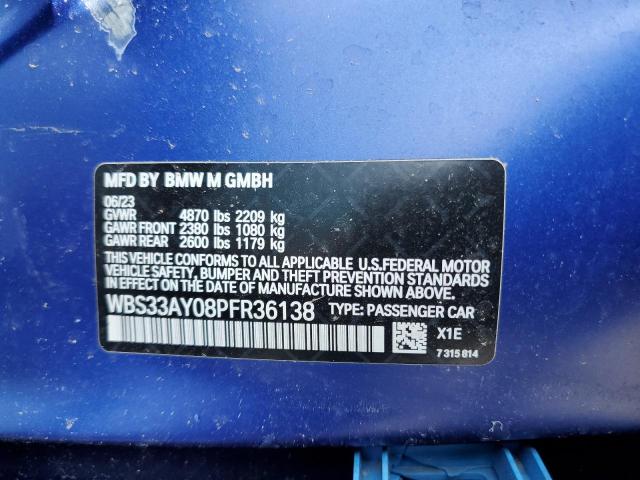 MFD BY BMW M GMBH
06/23
GVWR 4870 lbs 2209 kg
GAWR FRONT 2380 lbs 1080 kg
GAWR REAR 2600 lbs 1179 kg
THIS VEHICLE CONFORMS TO ALL APPLICABLE U.S.FEDERAL MOTOR
VEHICLE SAFETY, BUMPER AND THEFT PREVENTION STANDARDS
IN EFFECT ON THE DATE OF MANUFACTURE SHOWN ABOVE.
WBS33AY08PFR36138 TYPE: PASSENGER CAR
X1E
7 315 814